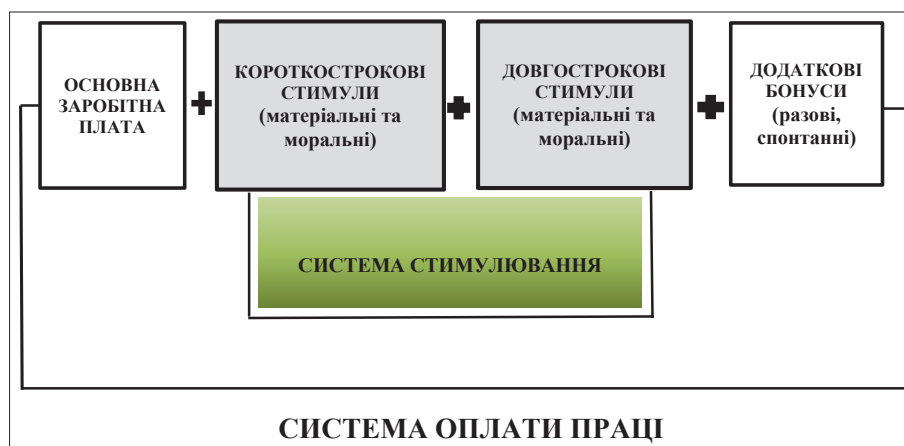 ОСНОВНА
ЗАРОБІТНА
ПЛАТА
КОРОТКОСТРОКОВІ
СТИМУЛИ
(матеріальні та
моральні)
ДОВГОСТРОКОВІ
СТИМУЛИ
(матеріальні та
моральні)
ДОДАТКОВІ
БОНУСИ
(разові,
спонтанні)
СИСТЕМА СТИМУЛЮВАННЯ
СИСТЕМА ОПЛАТИ ПРАЦІ